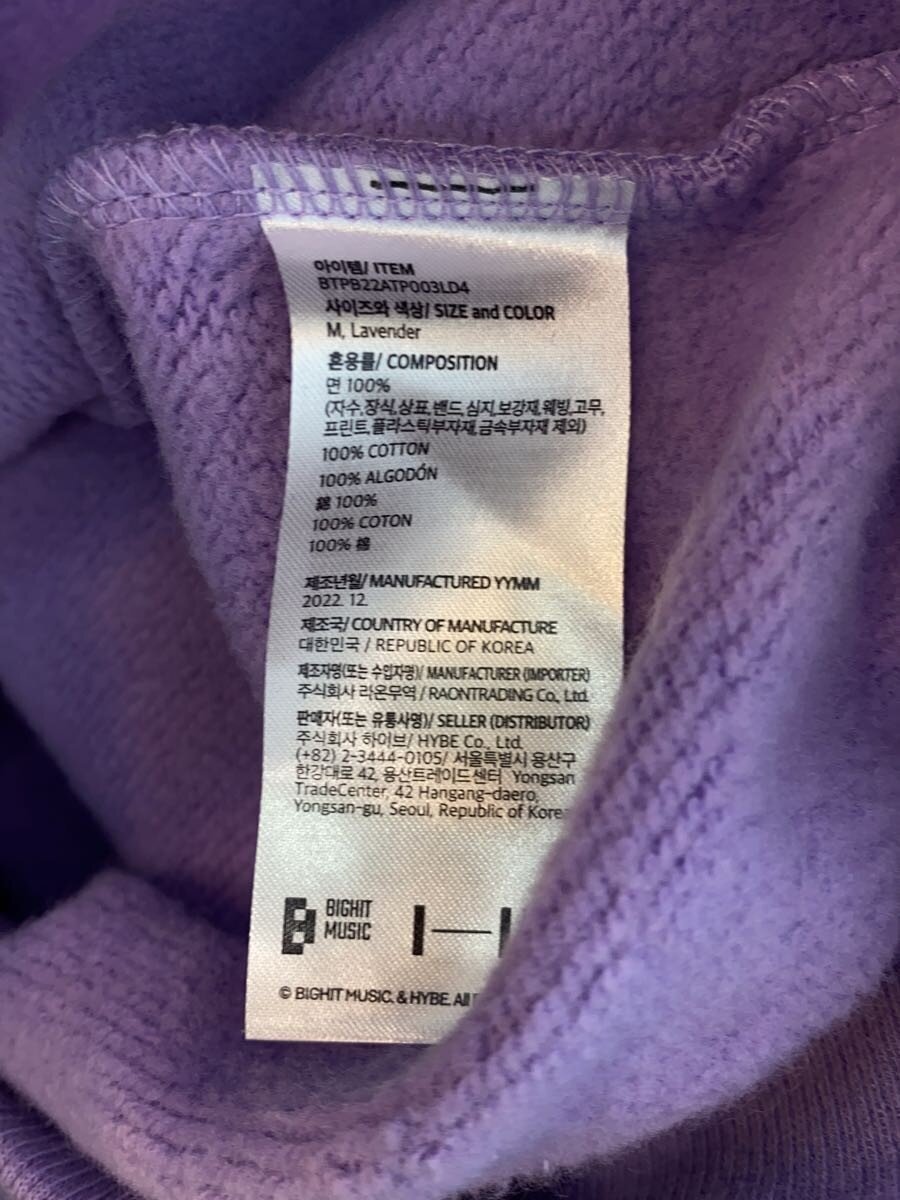 아이템/ ITEM
BTPB22ATP003LD4
사이즈와 색상/ SIZE and COLOR
M, Lavender
혼용률/ COMPOSITION
면 100%
(자수,장식,상표,밴드,심지,보강재,웨빙,고무,
프린트,플라스틱부자재,금속부자재 제외)
100% COTTON
100% ALGODÓN
綿 100%
100% COTON
100% 棉
제조년월/ MANUFACTURED YYMM
2022. 12.
제조국/ COUNTRY OF MANUFACTURE
대한민국 / REPUBLIC OF KOREA
제조자명(또는 수입자명)/ MANUFACTURER (IMPORTER)
주식회사 라온무역 / RAONTRADING Co., Ltd.
판매자(또는 유통사명)/ SELLER (DISTRIBUTOR)
주식회사 하이브/ HYBE Co., Ltd.
(+82) 2-3444-0105/ 서울특별시 용산구
한강대로 42, 용산트레이드센터 Yongsan
TradeCenter, 42 Hangang-daero,
Yongsan-gu, Seoul, Republic of Korea
BIGHIT
MUSIC
© BIGHIT MUSIC. & HYBE. All